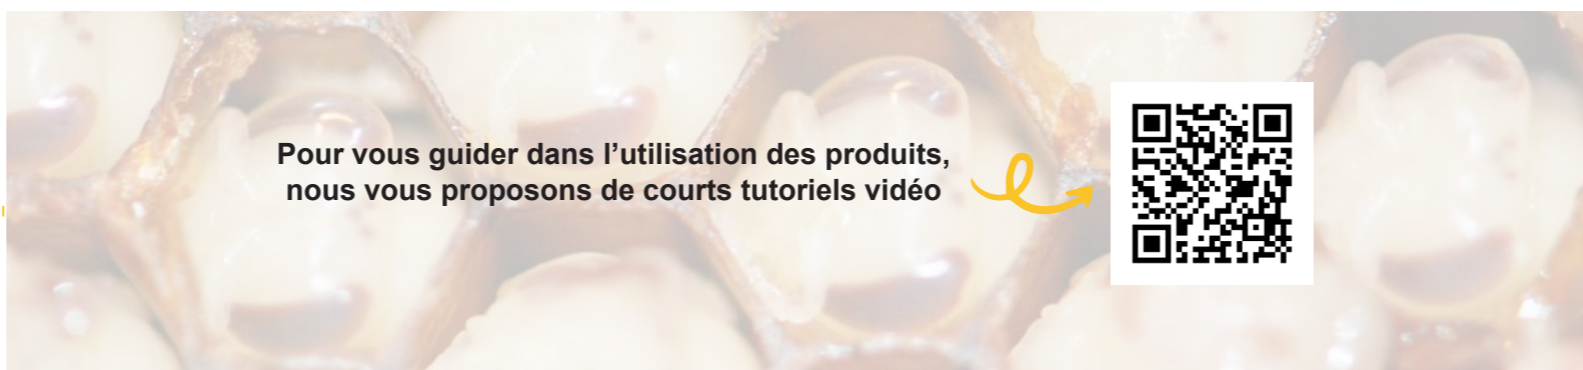 Pour vous guider dans l’utilisation des produits,
nous vous proposons de courts tutoriels vidéo